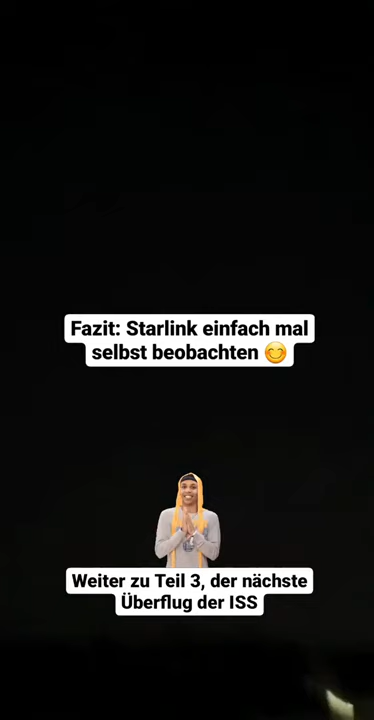 Fazit: Starlink einfach mal
selbst beobachten 😊
Weiter zu Teil 3, der nächste
Überflug der ISS